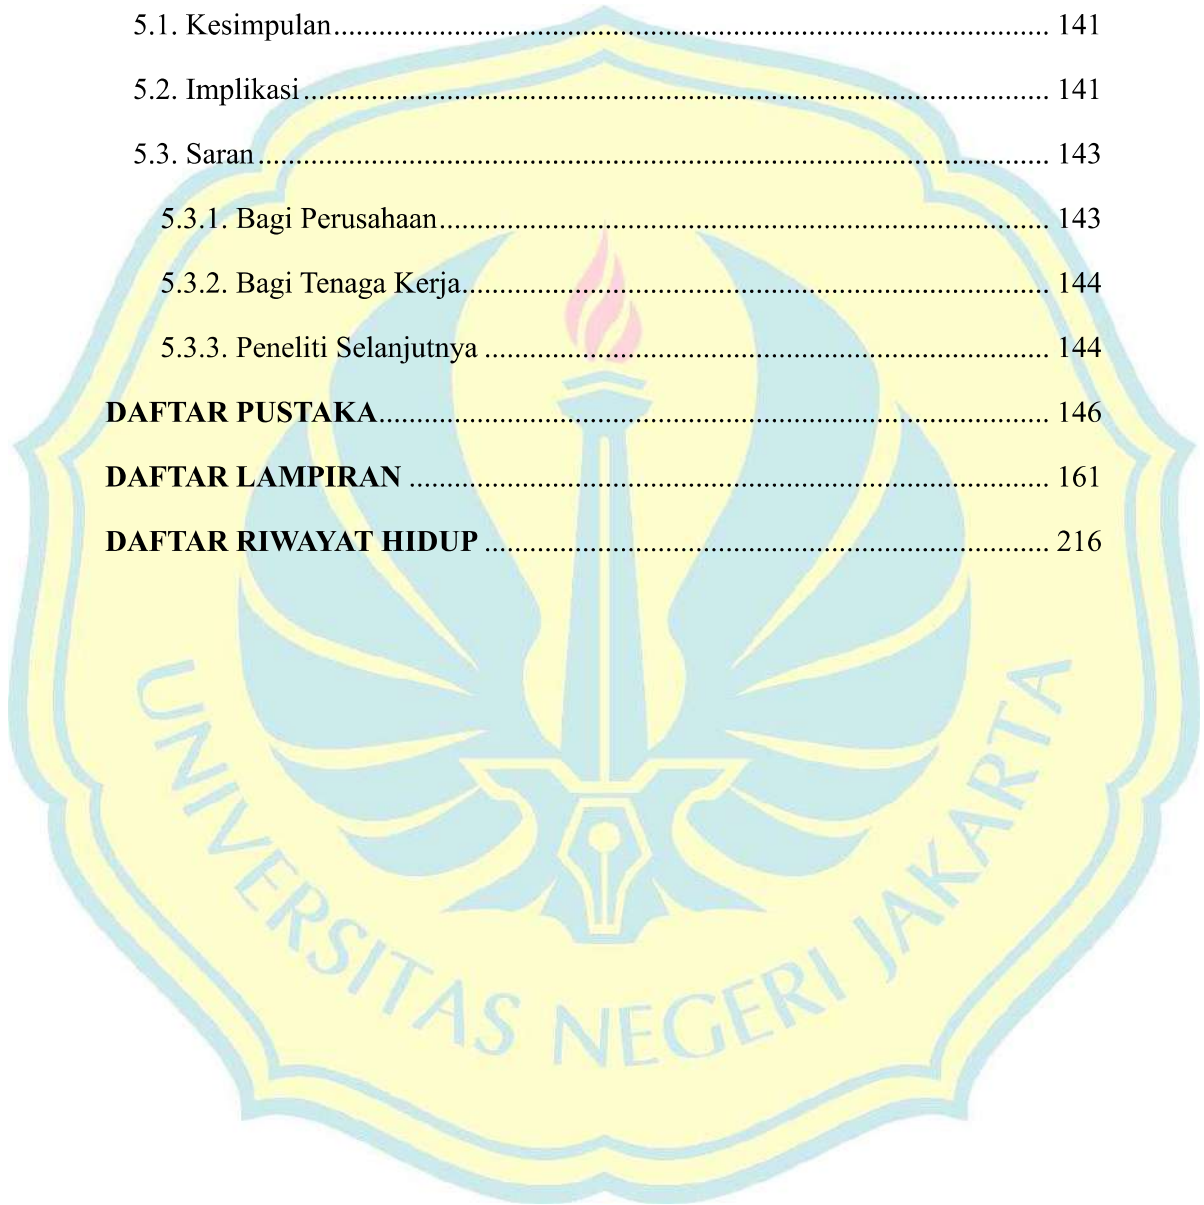 5.1. Kesimpulan................................................................................................ 141
5.2. Implikasi.................................................................................................... 141
5.3. Saran.......................................................................................................... 143
5.3.1. Bagi Perusahaan.................................................................................. 143
5.3.2. Bagi Tenaga Kerja............................................................................... 144
5.3.3. Peneliti Selanjutnya ............................................................................ 144
DAFTAR PUSTAKA.......................................................................................... 146
DAFTAR LAMPIRAN ...................................................................................... 161
DAFTAR RIWAYAT HIDUP ............................................................................ 216
UNIVERSITAS NEGERI JAKARTA